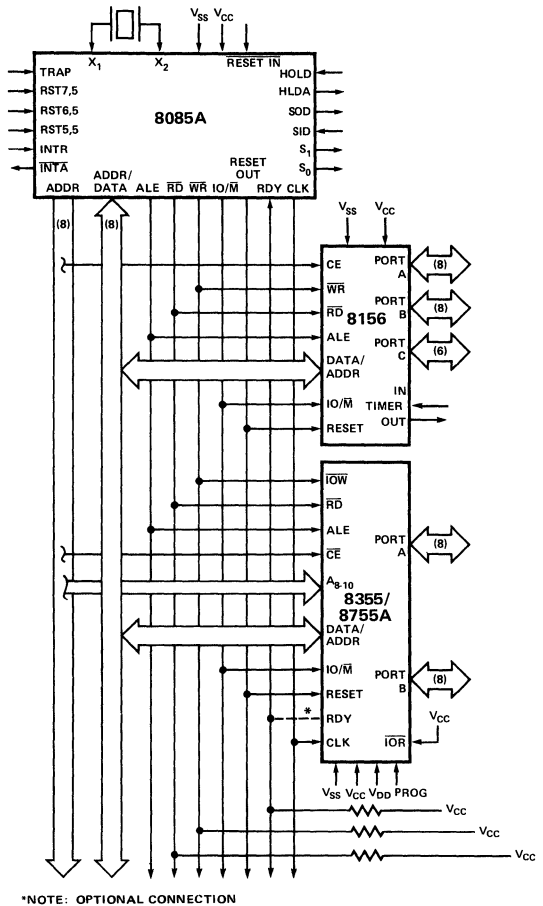 VSS VCC
X1 X2 RESET IN
TRAP HOLD
RST7,5 HLDA
RST6,5 8085A SOD
RST5,5 SID
INTR S1
INTA S0
ADDR ADDR/ DATA ALE RD WR IO/M RESET OUT RDY CLK
(8) (8)
VSS VCC
CE PORT A (8)
WR
RD PORT B (8)
8156
ALE PORT C (6)
DATA/
ADDR
IN
IO/M TIMER
RESET OUT
IOW
RD
ALE PORT A (8)
CE
A8-10
8355/
8755A
DATA/
ADDR
IO/M PORT B (8)
RESET
VCC
* RDY
CLK IOR
VSS VCC VDD PROG
VCC
VCC
VCC
*NOTE: OPTIONAL CONNECTION